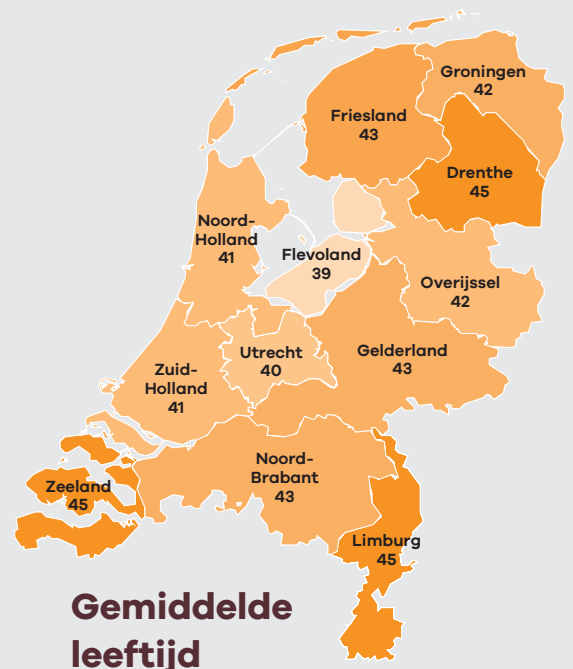 Groningen
42
Friesland
43
Drenthe
45
Noord-
Holland
41
Flevoland
39
Overijssel
42
Utrecht
40
Gelderland
43
Zuid-
Holland
41
Noord-
Brabant
43
Zeeland
45
Limburg
45
Gemiddelde
leeftijd